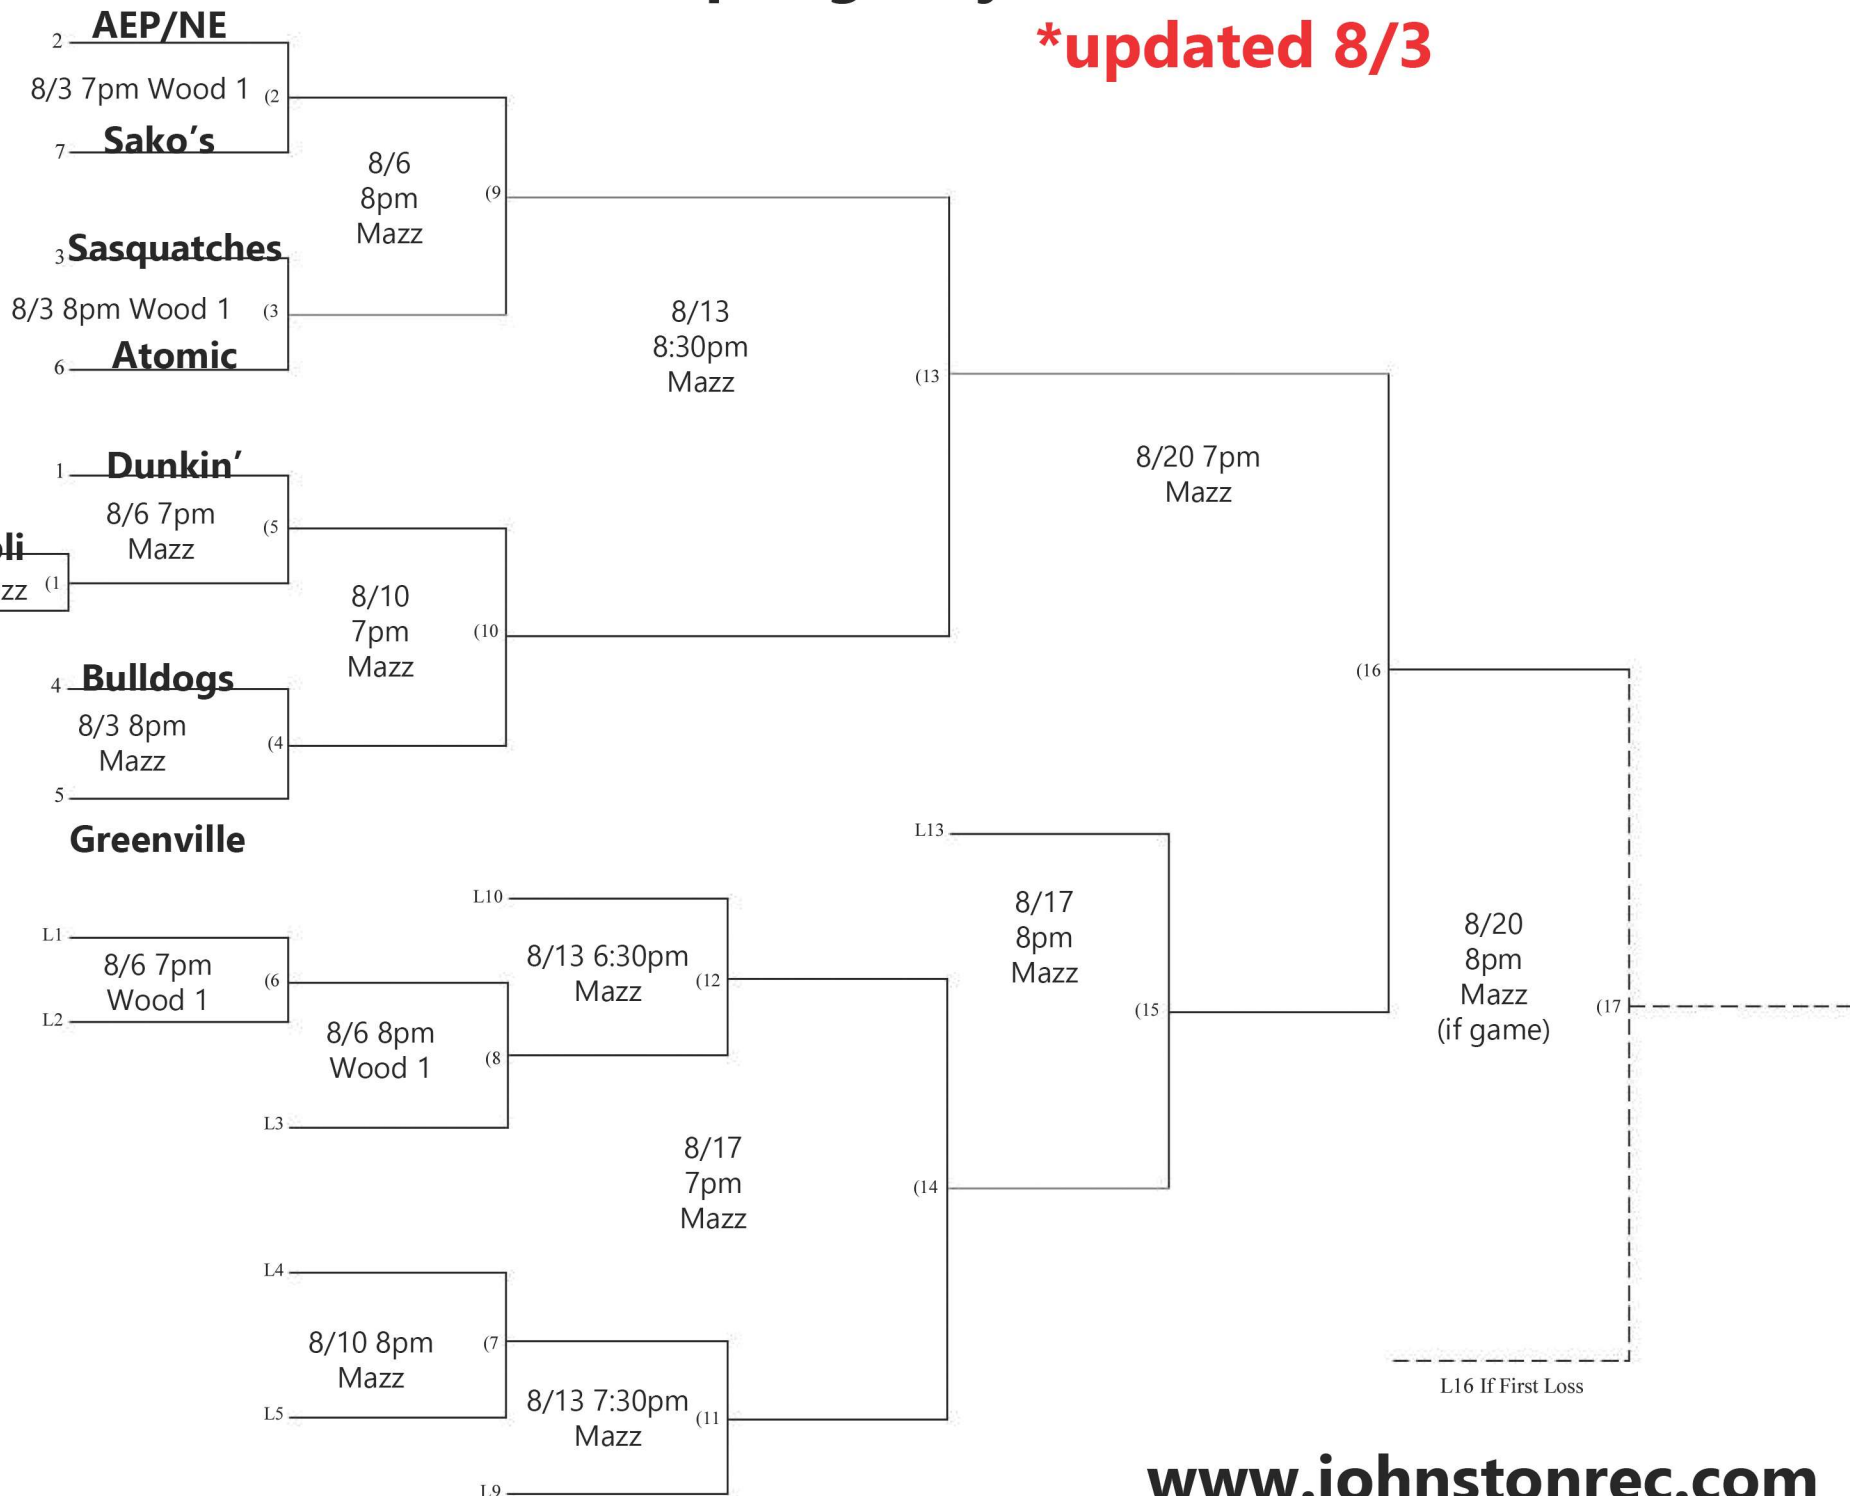 *updated 8/3
2 AEP/NE
8/3 7pm Wood 1 (2
7 Sako's
8/6
8pm
Mazz
(9
3 Sasquatches
8/3 8pm Wood 1 (3
6 Atomic
8/13
8:30pm
Mazz
(13
1 Dunkin'
8/6 7pm
Mazz
(5
li
zz (1
8/10
7pm
Mazz
(10
4 Bulldogs
8/3 8pm
Mazz
(4
5
Greenville
8/20 7pm
Mazz
(16
L13
8/17
8pm
Mazz
(15
L10
8/13 6:30pm
Mazz
(12
L1
8/6 7pm
Wood 1
(6
L2
8/6 8pm
Wood 1
(8
L3
8/17
7pm
Mazz
(14
8/20
8pm
Mazz
(if game)
(17
L4
8/10 8pm
Mazz
(7
L5
8/13 7:30pm
Mazz
(11
L9
L16 If First Loss
www.johnstonrec.com